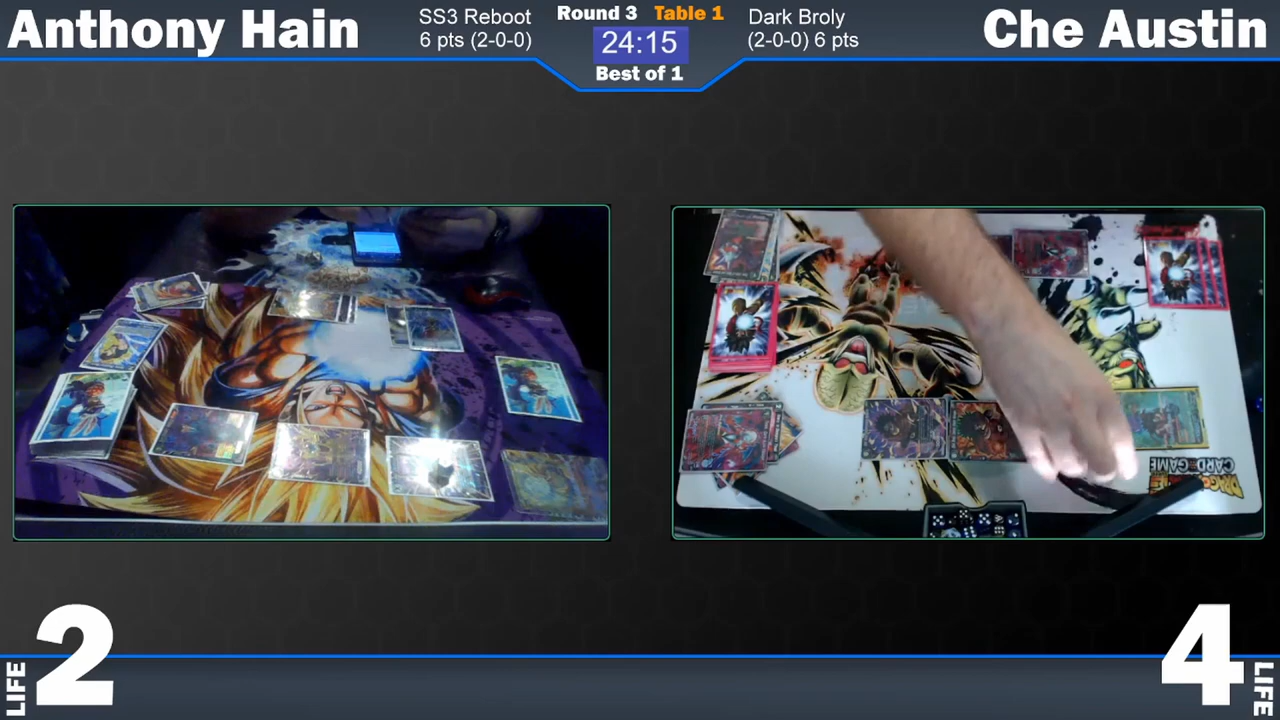 Anthony Hain
SS3 Reboot
6 pts (2-0-0)
Round 3 Table 1
24:15
Best of 1
Dark Broly
(2-0-0) 6 pts
Che Austin
CARD GAME
LIFE 2
4 LIFE